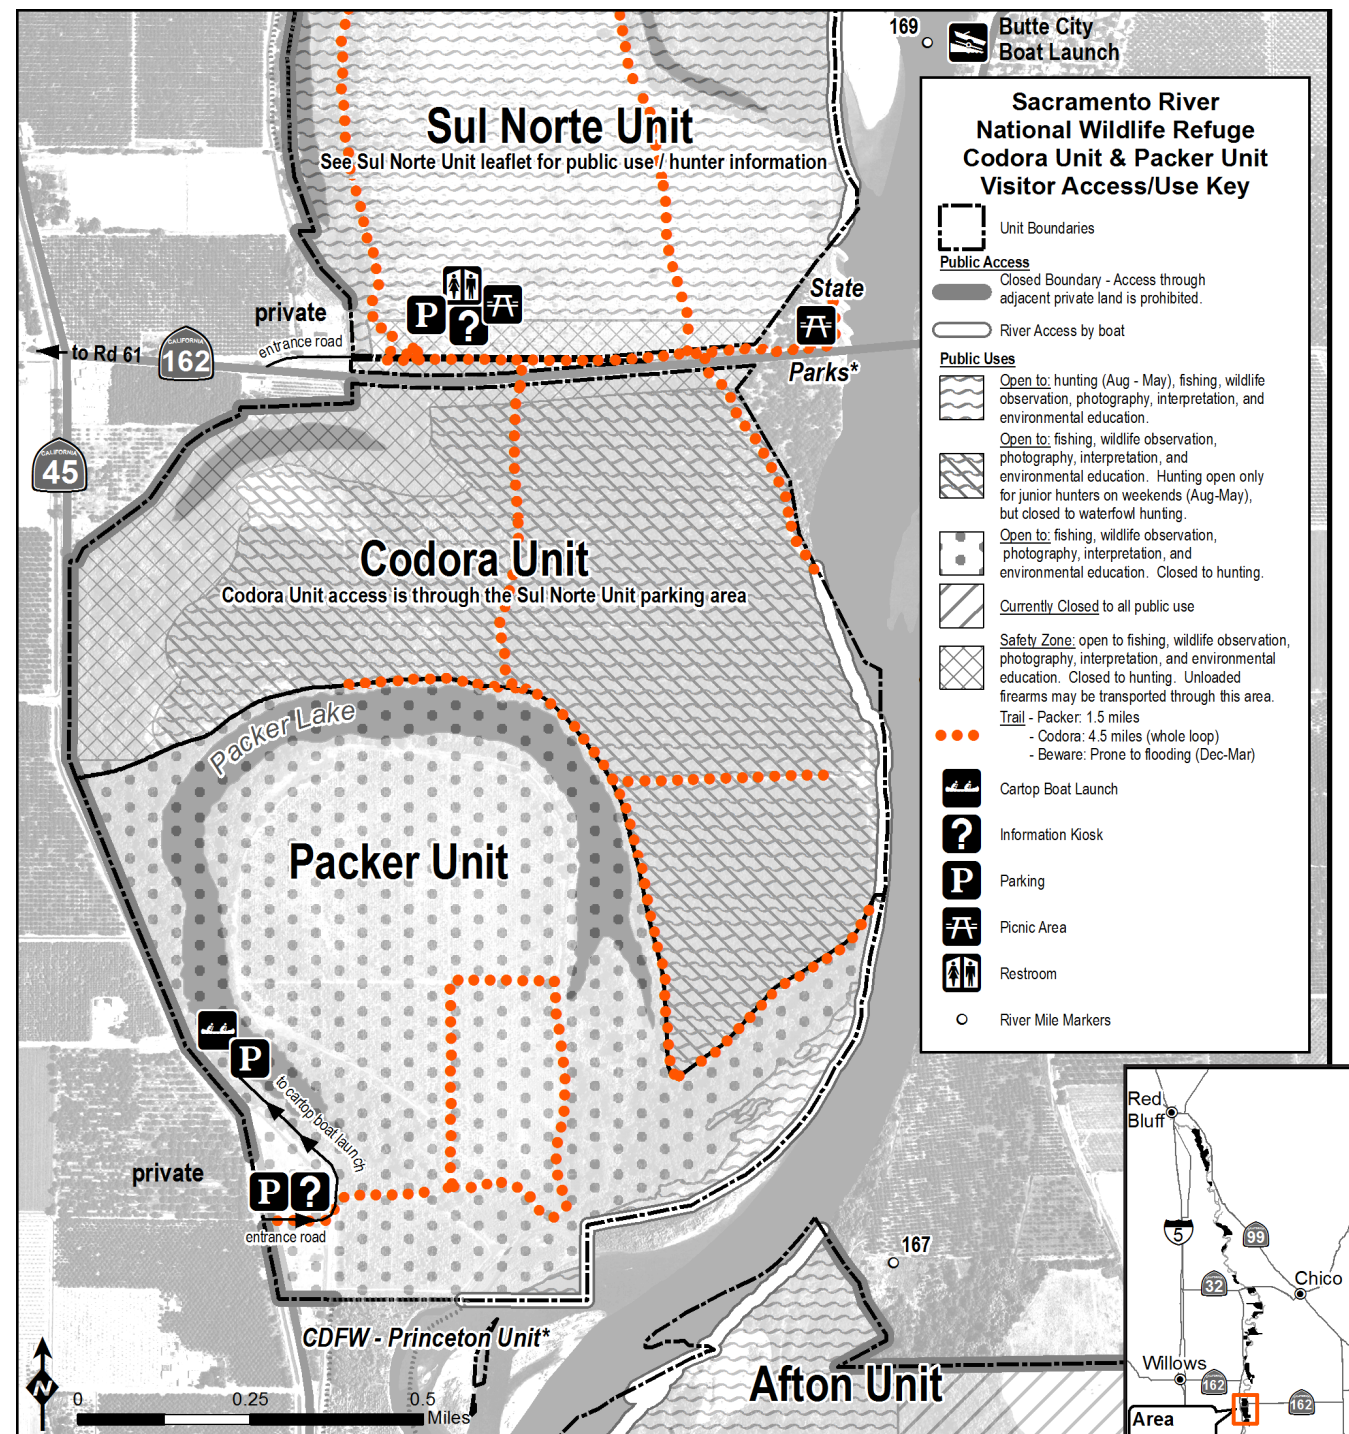 169
Butte City
Boat Launch
Sul Norte Unit
See Sul Norte Unit leaflet for public use / hunter information
Sacramento River
National Wildlife Refuge
Codora Unit & Packer Unit
Visitor Access/Use Key
Unit Boundaries
Public Access
Closed Boundary - Access through
adjacent private land is prohibited.
River Access by boat
Public Uses
Open to: hunting (Aug - May), fishing, wildlife
observation, photography, interpretation, and
environmental education.
Open to: fishing, wildlife observation,
photography, interpretation, and
environmental education. Hunting open only
for junior hunters on weekends (Aug-May),
but closed to waterfowl hunting.
Open to: fishing, wildlife observation,
photography, interpretation, and
environmental education. Closed to hunting.
Currently Closed to all public use
Safety Zone: open to fishing, wildlife observation,
photography, interpretation, and environmental
education. Closed to hunting. Unloaded
firearms may be transported through this area.
Trail - Packer: 1.5 miles
- Codora: 4.5 miles (whole loop)
- Beware: Prone to flooding (Dec-Mar)
Cartop Boat Launch
? Information Kiosk
P Parking
Picnic Area
Restroom
River Mile Markers
private
entrance road
P
?
State
Parks*
to Rd 61
CALIFORNIA
162
CALIFORNIA
45
Codora Unit
Codora Unit access is through the Sul Norte Unit parking area
Packer Lake
Packer Unit
P
to cartop boat launch
private
P ?
entrance road
167
CDFW - Princeton Unit*
Afton Unit
N
0 0.25 0.5
Miles
Red
Bluff
5
99
32
Chico
Willows
162
162
Area